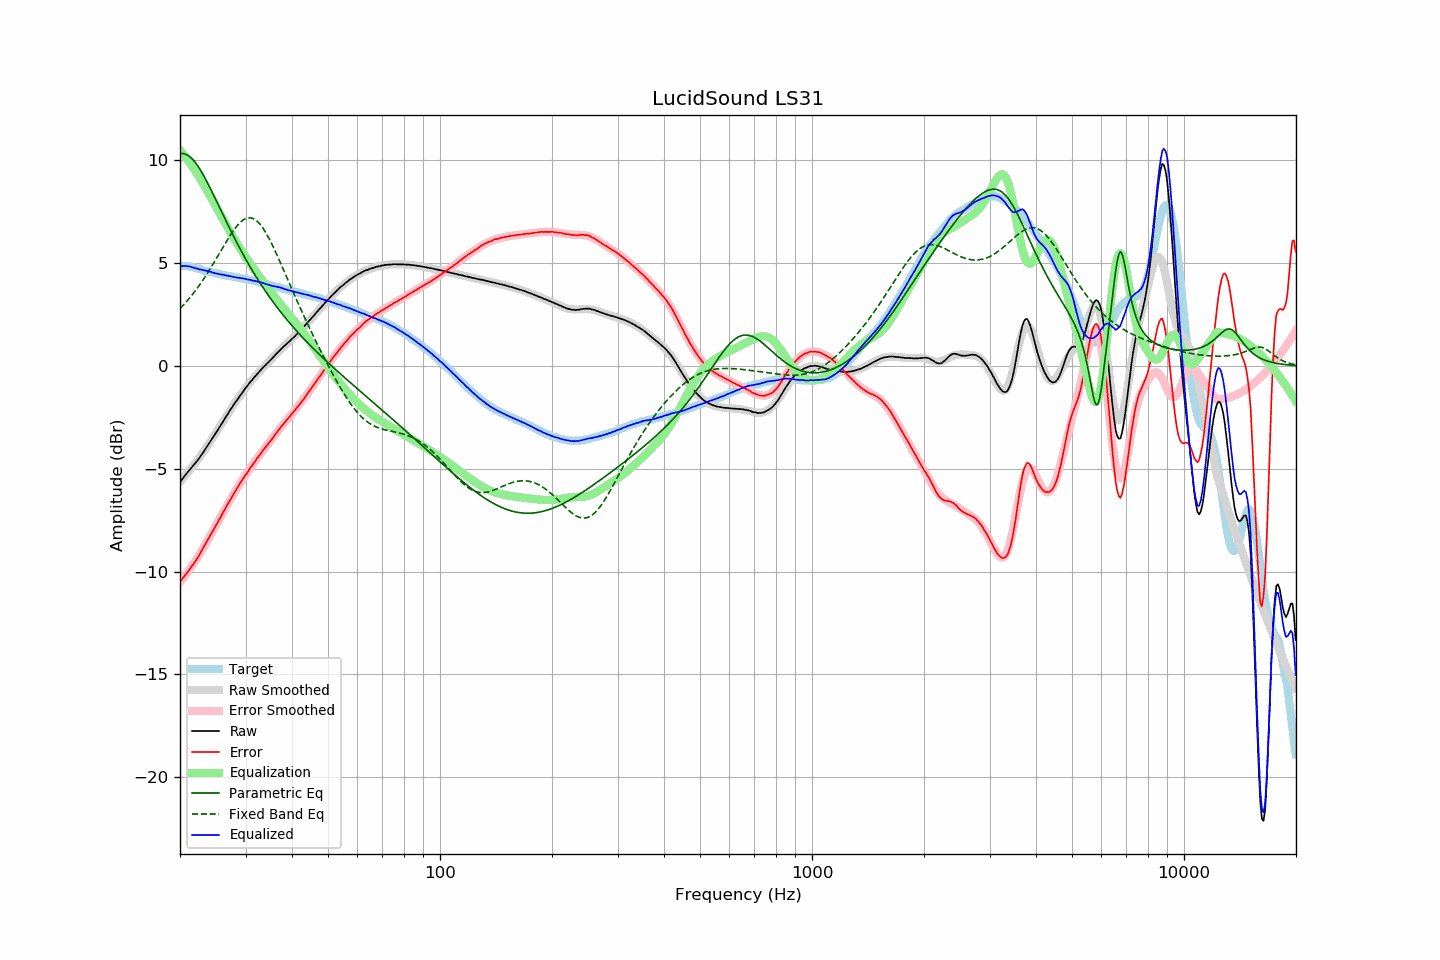 LucidSound LS31
10
5
0
−5
−10
−15
−20
Amplitude (dBr)
Target
Raw Smoothed
Error Smoothed
Raw
Error
Equalization
Parametric Eq
Fixed Band Eq
Equalized
100 1000 10000
Frequency (Hz)